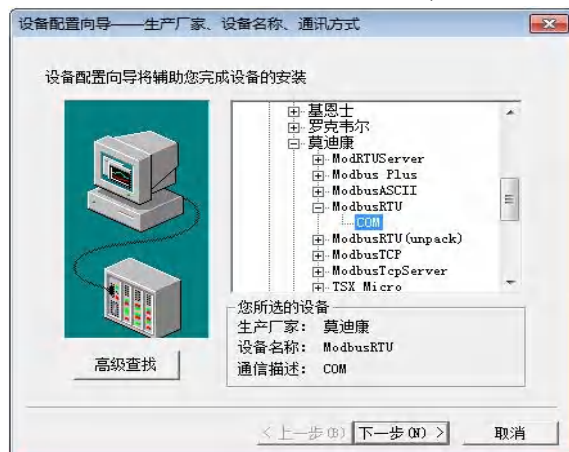 设备配置向导——生产厂家、设备名称、通讯方式
设备配置向导将辅助您完成设备的安装
基恩士
罗克韦尔
莫迪康
ModRTUServer
Modbus Plus
ModbusASCII
ModbusRTU
COM
ModbusRTU(unpack)
ModbusTCP
ModbusTcpServer
TSX Micro
您所选的设备
生产厂家： 莫迪康
设备名称： ModbusRTU
通信描述： COM
高级查找
< 上一步(B) 下一步(N) > 取消